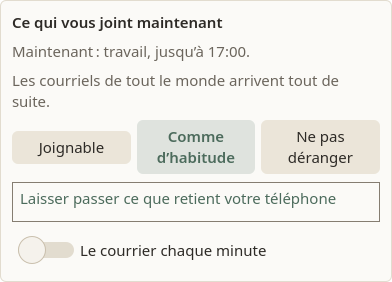 Ce qui vous joint maintenant
Maintenant : travail, jusqu’à 17:00.
Les courriels de tout le monde arrivent tout de
suite.
Joignable
Comme
d’habitude
Ne pas
déranger
Laisser passer ce que retient votre téléphone
Le courrier chaque minute